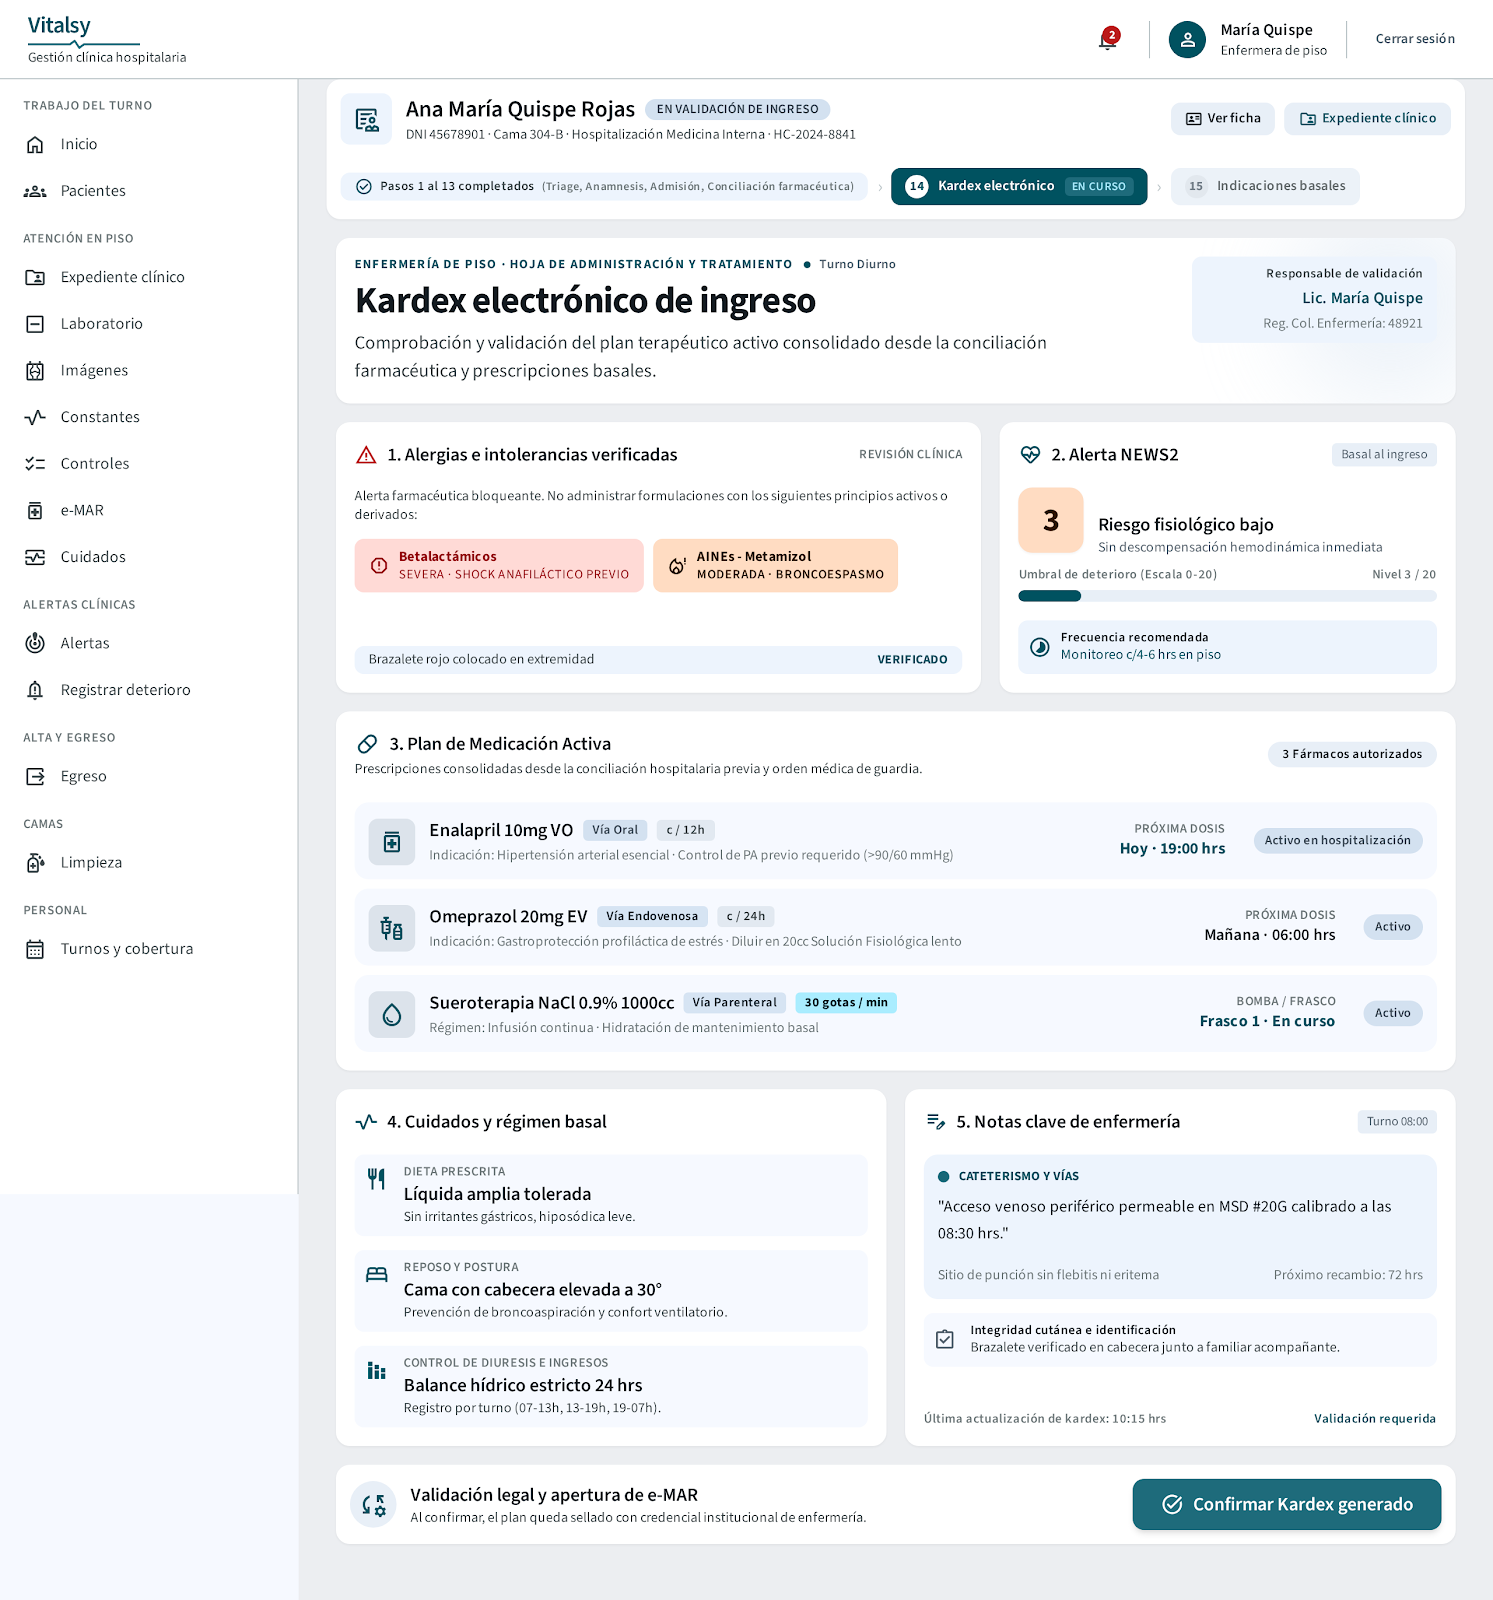 Vitalsy
Gestión clínica hospitalaria
2
María Quispe
Enfermera de piso
Cerrar sesión
TRABAJO DEL TURNO
Inicio
Pacientes
ATENCIÓN EN PISO
Expediente clínico
Laboratorio
Imágenes
Constantes
Controles
e-MAR
Cuidados
ALERTAS CLÍNICAS
Alertas
Registrar deterioro
ALTA Y EGRESO
Egreso
CAMAS
Limpieza
PERSONAL
Turnos y cobertura
Ana María Quispe Rojas
EN VALIDACIÓN DE INGRESO
DNI 45678901 · Cama 304-B · Hospitalización Medicina Interna · HC-2024-8841
Ver ficha
Expediente clínico
Pasos 1 al 13 completados (Triage, Anamnesis, Admisión, Conciliación farmacéutica)
›
14 Kardex electrónico EN CURSO
›
15 Indicaciones basales
ENFERMERÍA DE PISO · HOJA DE ADMINISTRACIÓN Y TRATAMIENTO
Turno Diurno
Kardex electrónico de ingreso
Comprobación y validación del plan terapéutico activo consolidado desde la conciliación
farmacéutica y prescripciones basales.
Responsable de validación
Lic. María Quispe
Reg. Col. Enfermería: 48921
1. Alergias e intolerancias verificadas
REVISIÓN CLÍNICA
Alerta farmacéutica bloqueante. No administrar formulaciones con los siguientes principios activos o
derivados:
Betalactámicos
SEVERA · SHOCK ANAFILÁCTICO PREVIO
AINEs - Metamizol
MODERADA · BRONCOESPASMO
Brazalete rojo colocado en extremidad
VERIFICADO
2. Alerta NEWS2
Basal al ingreso
3
Riesgo fisiológico bajo
Sin descompensación hemodinámica inmediata
Umbral de deterioro (Escala 0-20)
Nivel 3 / 20
Frecuencia recomendada
Monitoreo c/4-6 hrs en piso
3. Plan de Medicación Activa
Prescripciones consolidadas desde la conciliación hospitalaria previa y orden médica de guardia.
3 Fármacos autorizados
Enalapril 10mg VO
Vía Oral
c / 12h
Indicación: Hipertensión arterial esencial · Control de PA previo requerido (>90/60 mmHg)
PRÓXIMA DOSIS
Hoy · 19:00 hrs
Activo en hospitalización
Omeprazol 20mg EV
Vía Endovenosa
c / 24h
Indicación: Gastroprotección profiláctica de estrés · Diluir en 20cc Solución Fisiológica lento
PRÓXIMA DOSIS
Mañana · 06:00 hrs
Activo
Sueroterapia NaCl 0.9% 1000cc
Vía Parenteral
30 gotas / min
Régimen: Infusión continua · Hidratación de mantenimiento basal
BOMBA / FRASCO
Frasco 1 · En curso
Activo
4. Cuidados y régimen basal
DIETA PRESCRITA
Líquida amplia tolerada
Sin irritantes gástricos, hiposódica leve.
REPOSO Y POSTURA
Cama con cabecera elevada a 30°
Prevención de broncoaspiración y confort ventilatorio.
CONTROL DE DIURESIS E INGRESOS
Balance hídrico estricto 24 hrs
Registro por turno (07-13h, 13-19h, 19-07h).
5. Notas clave de enfermería
Turno 08:00
CATETERISMO Y VÍAS
"Acceso venoso periférico permeable en MSD #20G calibrado a las
08:30 hrs."
Sitio de punción sin flebitis ni eritema
Próximo recambio: 72 hrs
Integridad cutánea e identificación
Brazalete verificado en cabecera junto a familiar acompañante.
Última actualización de kardex: 10:15 hrs
Validación requerida
Validación legal y apertura de e-MAR
Al confirmar, el plan queda sellado con credencial institucional de enfermería.
Confirmar Kardex generado